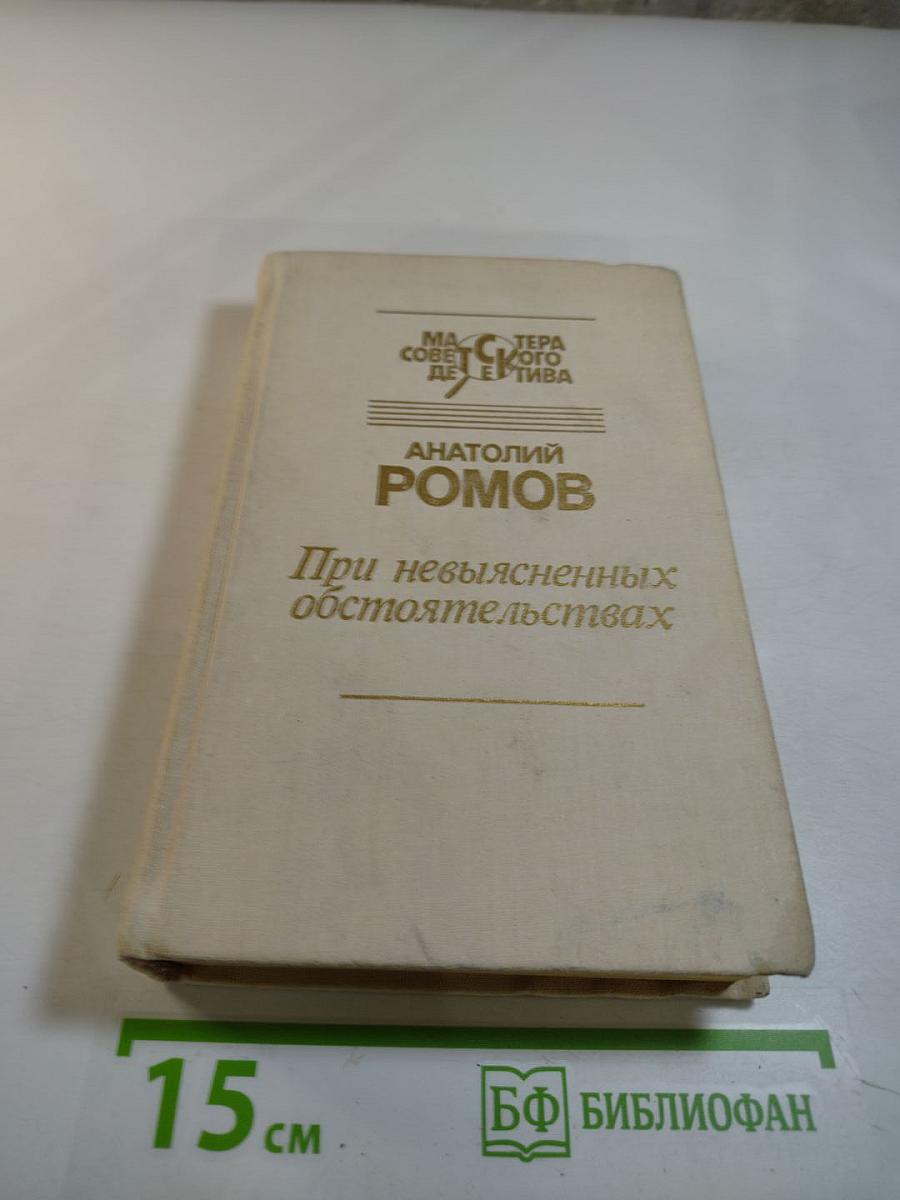 МАСТЕРА
СОВЕТСКОГО
ДЕТЕКТИВА
АНАТОЛИЙ
РОМОВ
При невыясненных
обстоятельствах
15 см
БФ БИБЛИОФАН